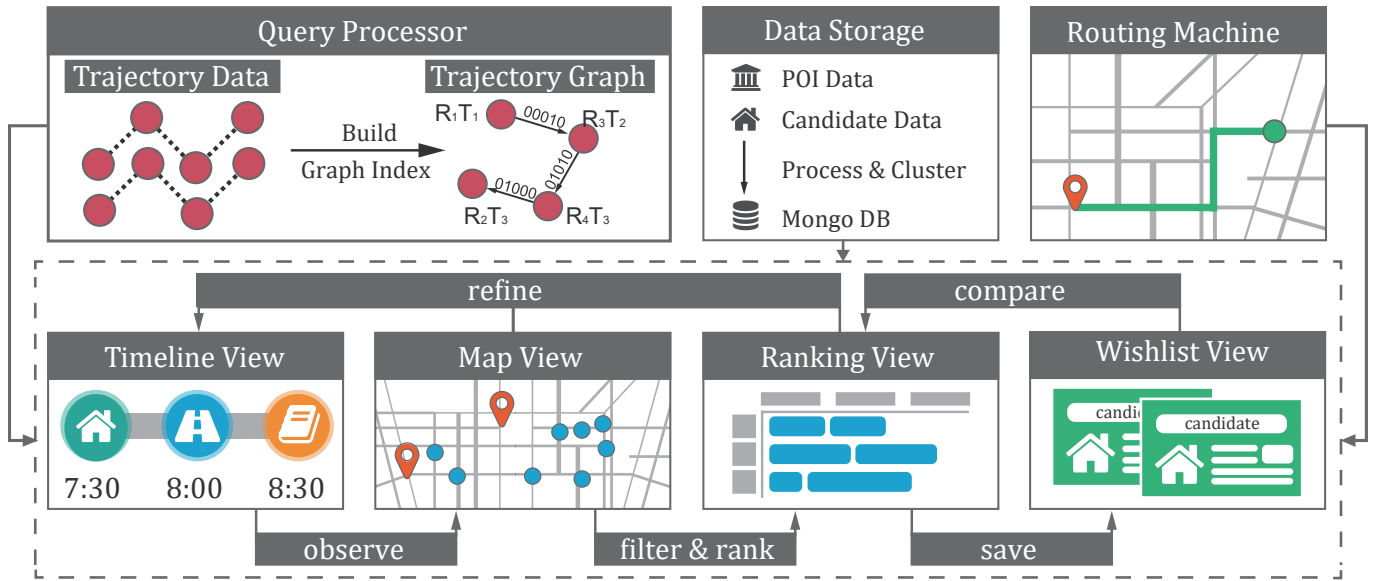 Query Processor
Trajectory Data
Trajectory Graph
Build
Graph Index
R₁T₁
00010
R₃T₂
01010
01000
R₂T₃
R₄T₃
Data Storage
POI Data
Candidate Data
Process & Cluster
Mongo DB
Routing Machine
refine
compare
Timeline View
7:30
8:00
8:30
Map View
Ranking View
Wishlist View
candi
candidate
observe
filter & rank
save